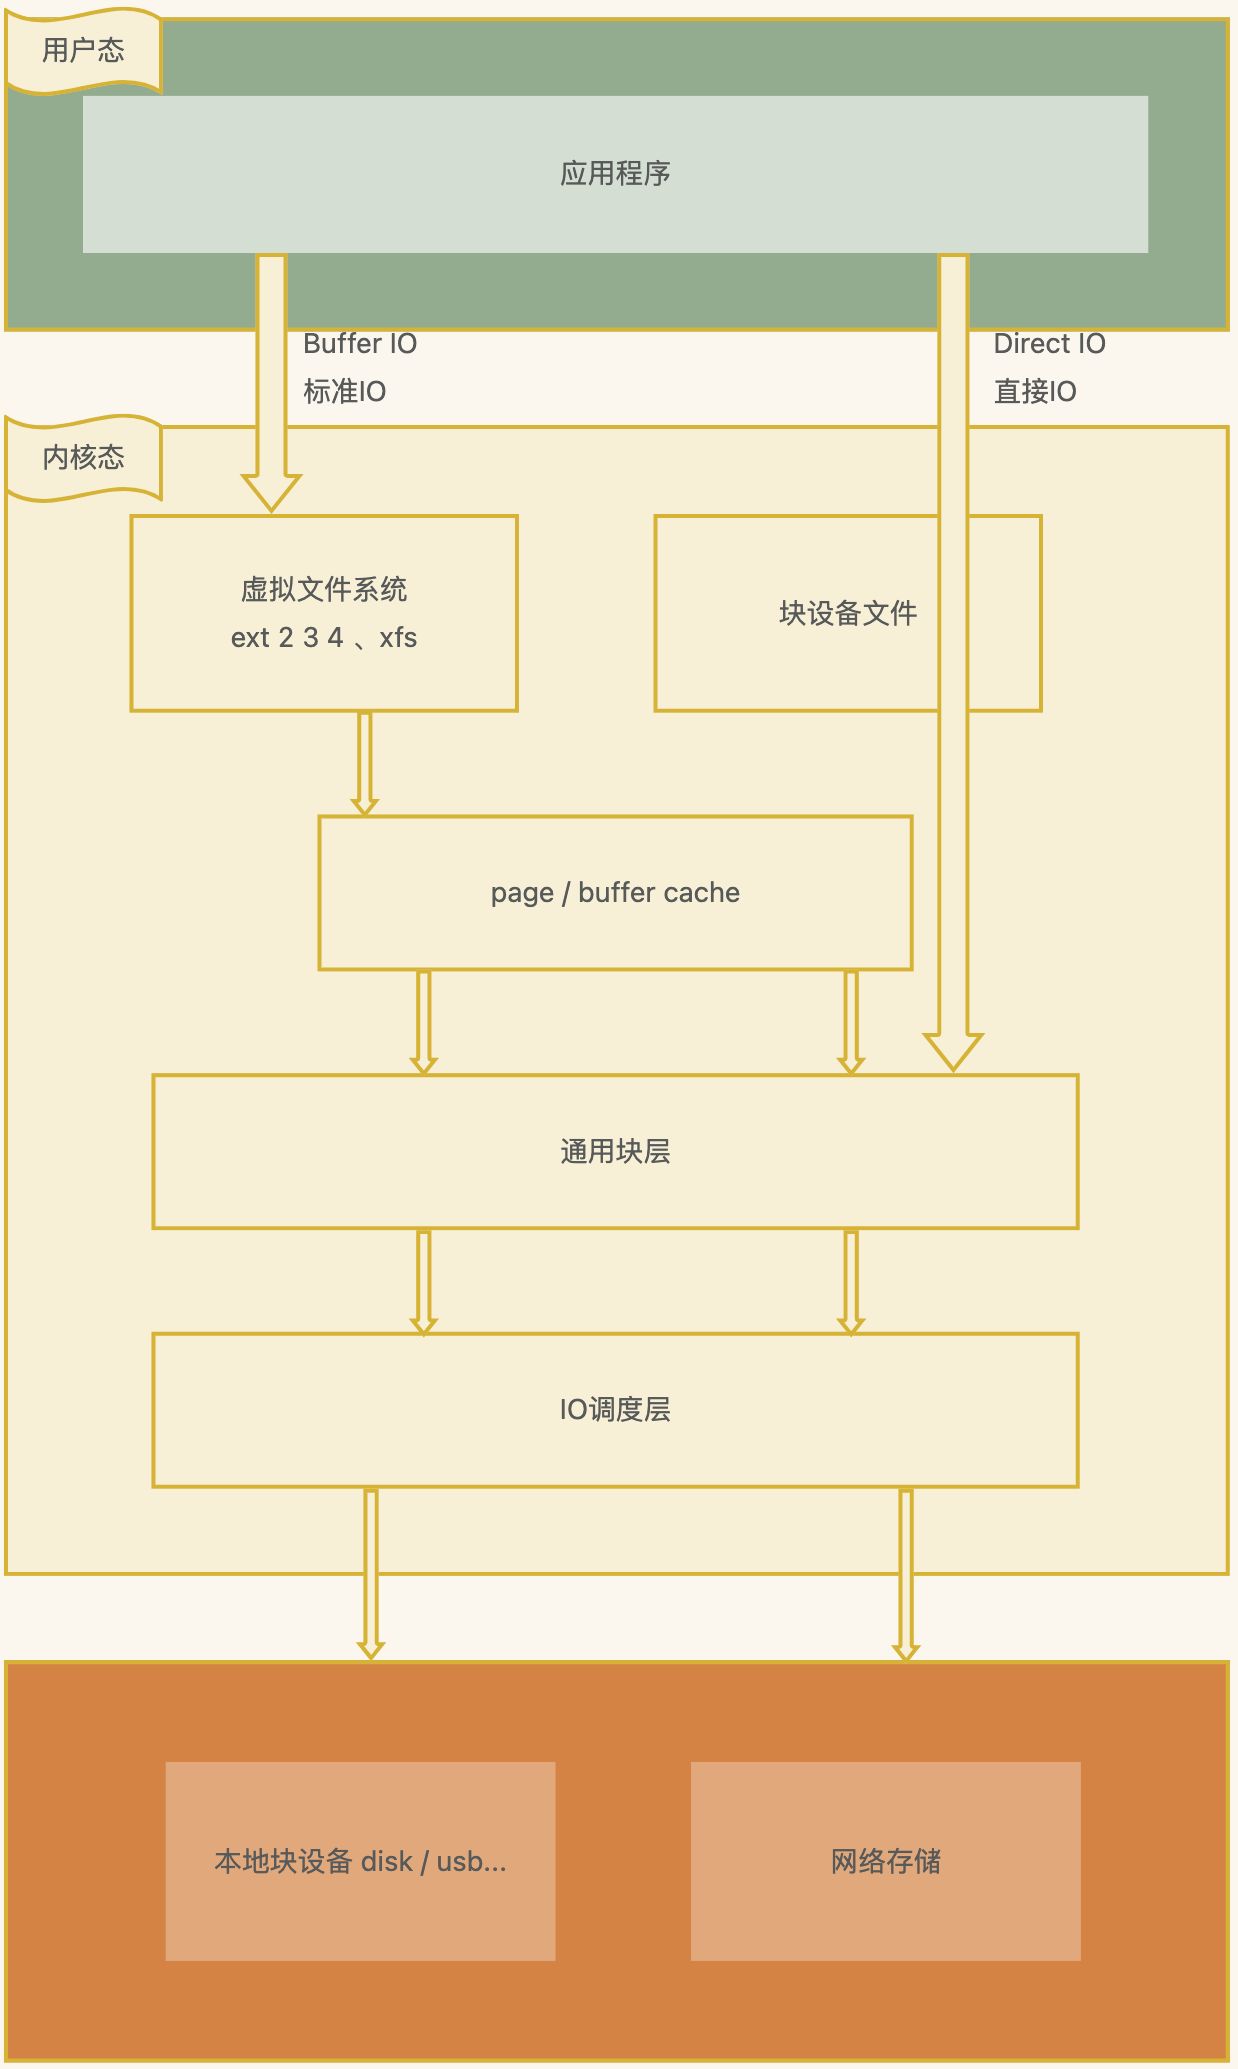 用户态
应用程序
Buffer IO
标准IO
Direct IO
直接IO
内核态
虚拟文件系统
ext 2 3 4 、xfs
块设备文件
page / buffer cache
通用块层
IO调度层
本地块设备 disk / usb...
网络存储